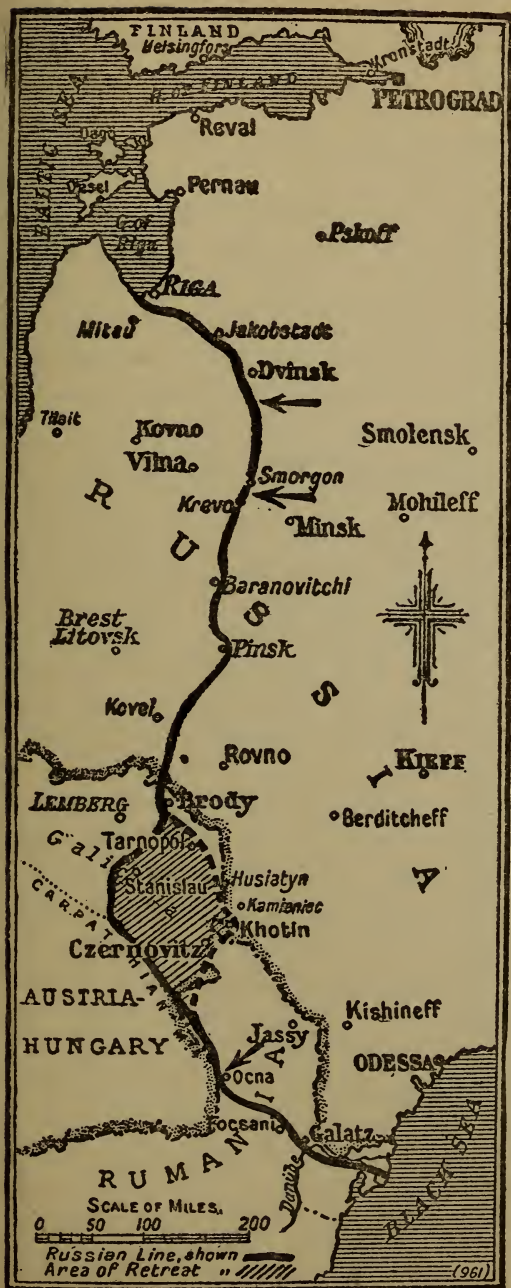 FINLAND
Helsingfors
Kronstadt
G. OF FINLAND
PETROGRAD
BALTIC SEA
Reval
Dagö
Oesel
Pernau
G. of
Riga
Pskoff
RIGA
Mitau
Jakobstadt
Dvinsk
Tilsit
Kovno
Vilna
Smolensk
Smorgon
Krevo
Minsk
Mohileff
RUSSIA
Baranovitchi
Brest
Litovsk
Pinsk
Kovel
Rovno
KIEFF
LEMBERG
Brody
Berditcheff
Tarnopol
Galicia
Stanislau
Husiatyn
Kamieniec
Khotin
CARPATHIAN
Czernovitz
AUSTRIA-
HUNGARY
Jassy
Kishineff
ODESSA
Ocna
Focsani
Galatz
RUMANIA
Danube
BLACK SEA
SCALE OF MILES.
0 50 100 200
Russian Line, shown
Area of Retreat "
(961)